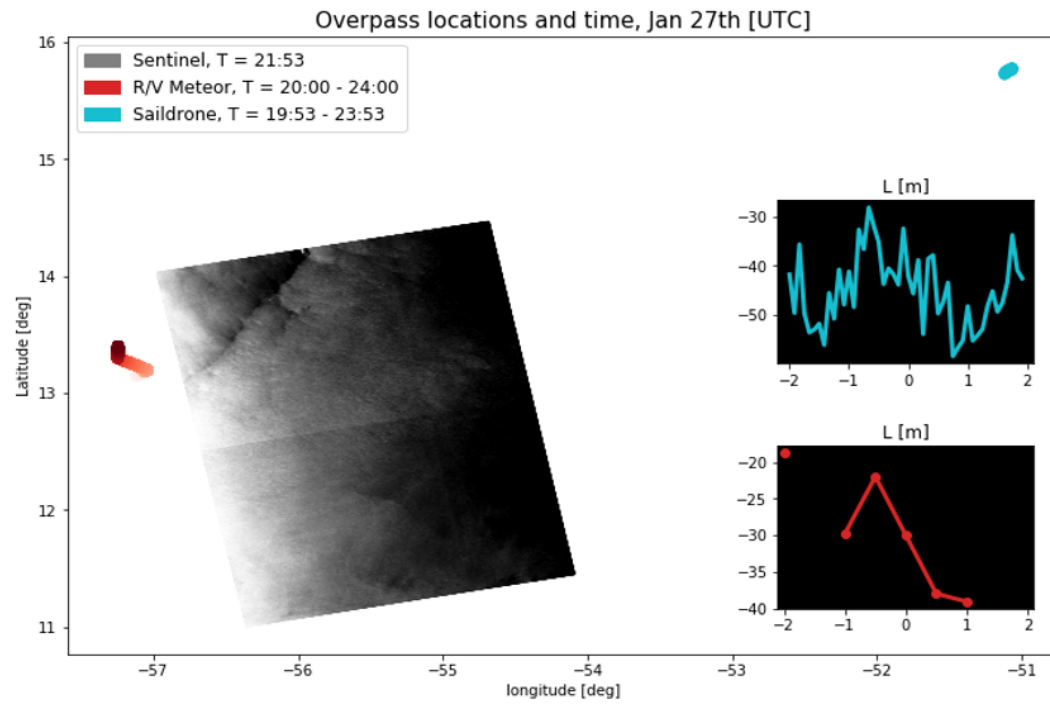 Overpass locations and time, Jan 27th [UTC]
Sentinel, T = 21:53
R/V Meteor, T = 20:00 - 24:00
Saildrone, T = 19:53 - 23:53
16
15
14
13
12
11
Latitude [deg]
L [m]
−30
−40
−50
−2 −1 0 1 2
L [m]
−20
−25
−30
−35
−40
−2 −1 0 1 2
−57 −56 −55 −54 −53 −52 −51
longitude [deg]